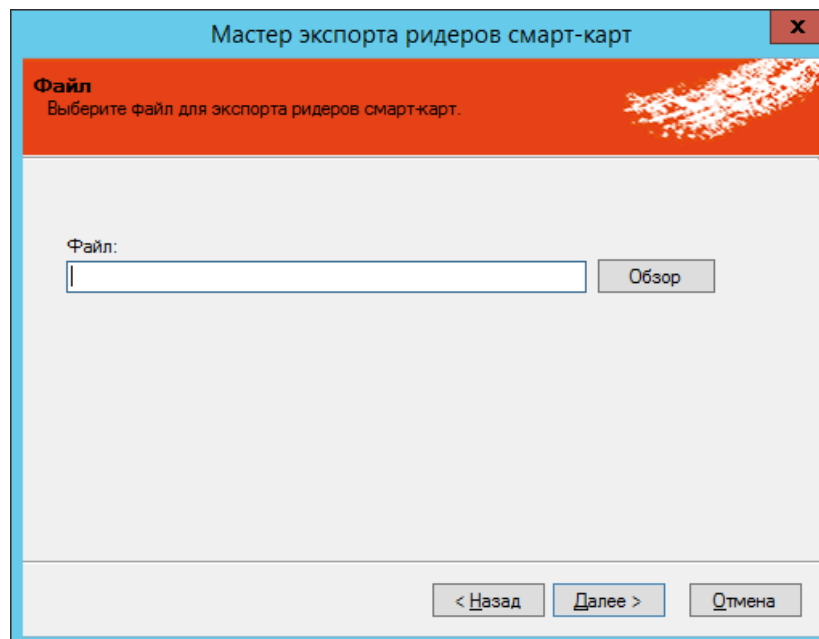 Мастер экспорта ридеров смарт-карт
x
Файл
Выберите файл для экспорта ридеров смарт-карт.
Файл:
Обзор
< Назад Далее > Отмена